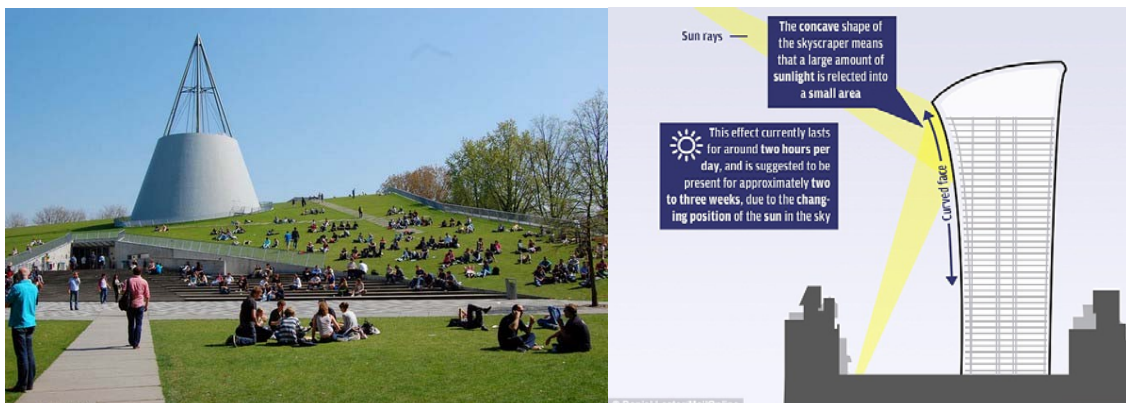 Sun rays
The concave shape of
the skyscraper means
that a large amount of
sunlight is relected into
a small area
This effect currently lasts
for around two hours per
day, and is suggested to be
present for approximately two
to three weeks, due to the chang-
ing position of the sun in the sky
Curved face